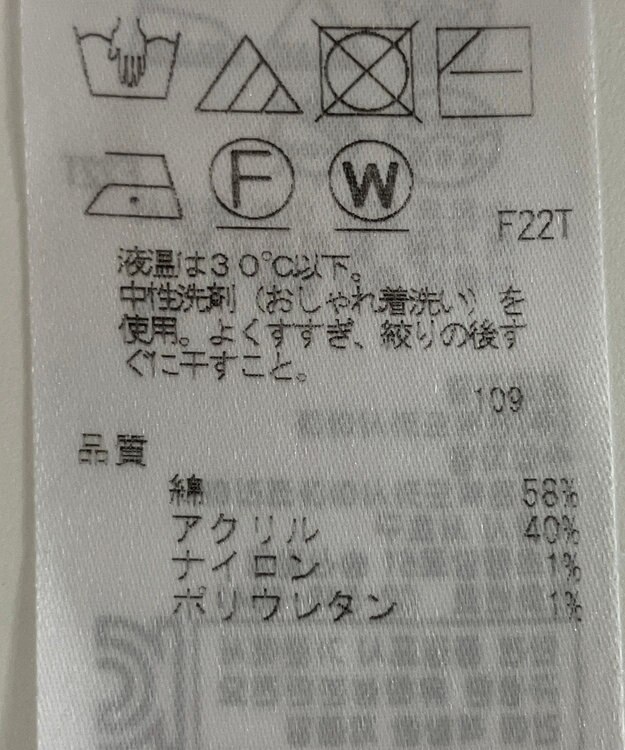 F
W
F22T
液温は30℃以下。
中性洗剤(おしゃれ着洗い)を
使用。よくすすぎ、絞りの後す
ぐに干すこと。
109
品質
綿 58%
アクリル 40%
ナイロン 1%
ポリウレタン 1%